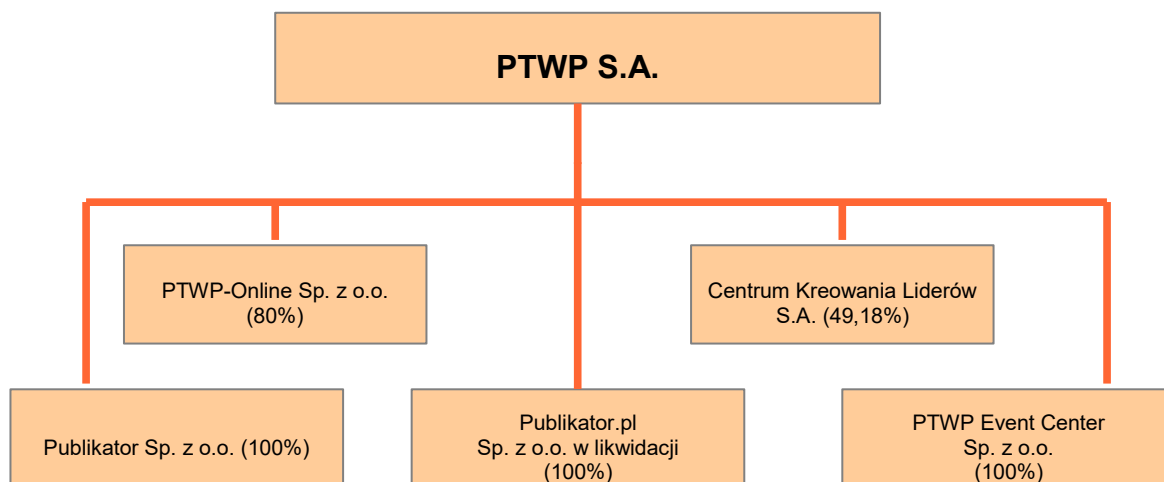 PTWP S.A.
PTWP-Online Sp. z o.o.
(80%)
Centrum Kreowania Liderów
S.A. (49,18%)
Publikator Sp. z o.o. (100%)
Publikator.pl
Sp. z o.o. w likwidacji
(100%)
PTWP Event Center
Sp. z o.o.
(100%)